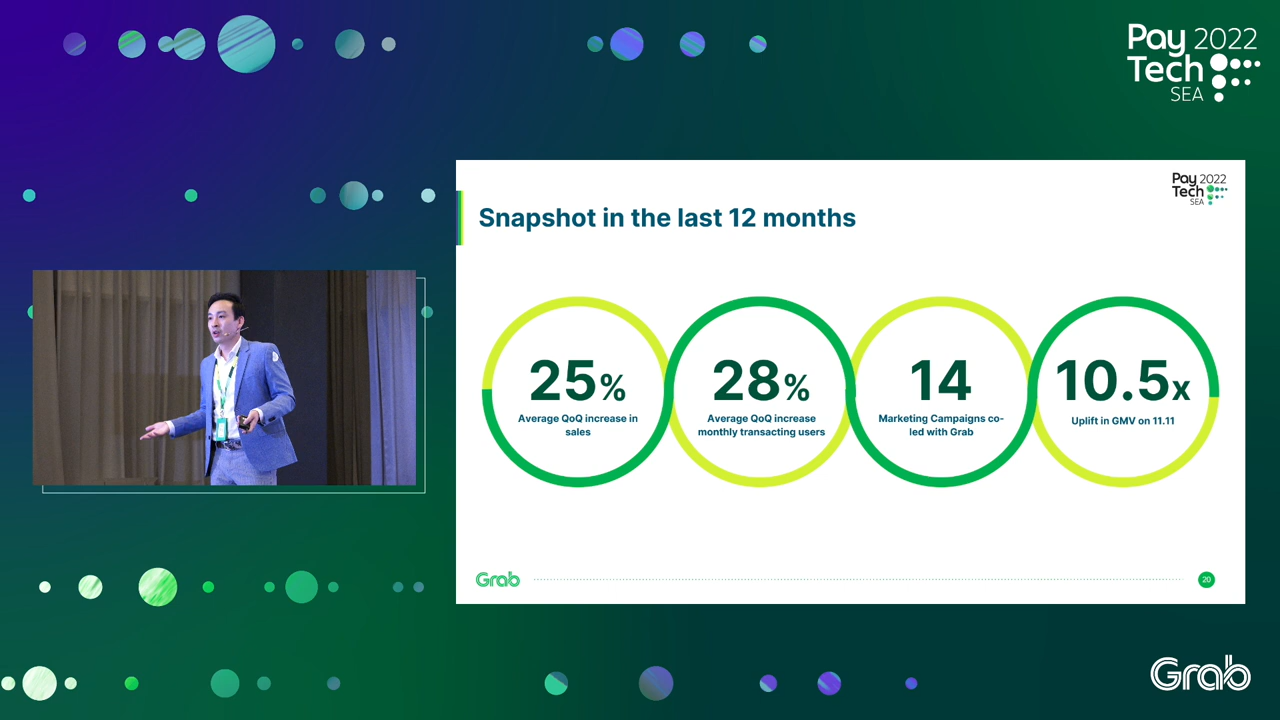 Pay 2022
Tech
SEA
Pay 2022
Tech
SEA
Snapshot in the last 12 months
25%
Average QoQ increase in
sales
28%
Average QoQ increase
monthly transacting users
14
Marketing Campaigns co-
led with Grab
10.5x
Uplift in GMV on 11.11
Grab
20
Grab